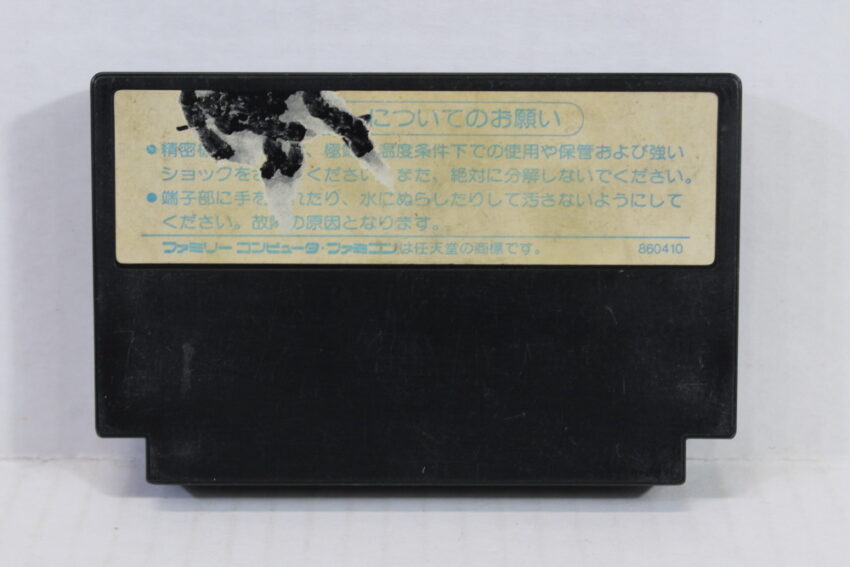 についてのお願い
●精密 、極 温度条件下での使用や保管および強い
ショックを ください。また、絶対に分解しないでください。
●端子部に手を れたり、水にぬらしたりして汚さないようにして
ください。故 の原因となります。
ファミリー コンピュータ・ファミコンは任天堂の商標です。 860410